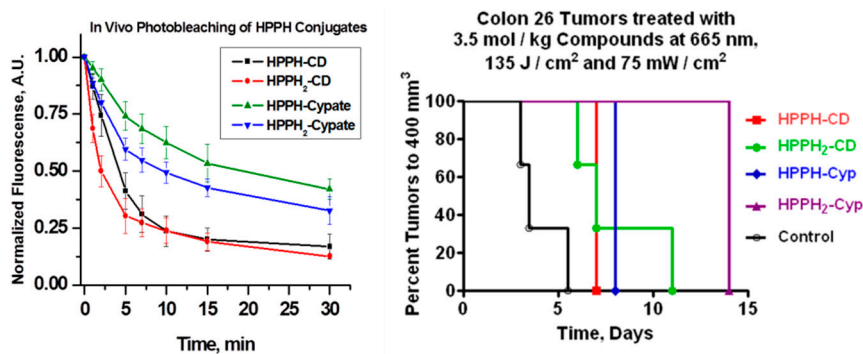 In Vivo Photobleaching of HPPH Conjugates
HPPH-CD
HPPH2-CD
HPPH-Cypate
HPPH2-Cypate
Normalized Fluorescense, A.U.
1.00
0.75
0.50
0.25
0.00
0 5 10 15 20 25 30
Time, min
Colon 26 Tumors treated with
3.5 mol / kg Compounds at 665 nm,
135 J / cm² and 75 mW / cm²
Percent Tumors to 400 mm³
100
80
60
40
20
0
0 5 10 15
Time, Days
HPPH-CD
HPPH2-CD
HPPH-Cyp
HPPH2-Cyp
Control